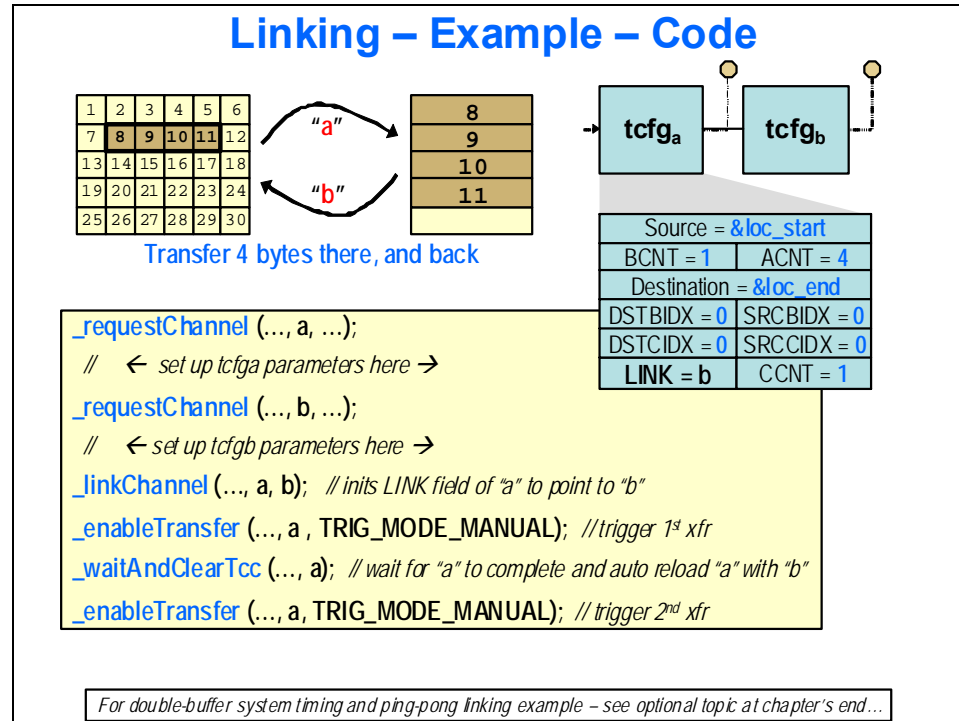 Linking – Example – Code
1 2 3 4 5 6
7 8 9 10 11 12
13 14 15 16 17 18
19 20 21 22 23 24
25 26 27 28 29 30
"a"
"b"
8
9
10
11
Transfer 4 bytes there, and back
tcfga
tcfgb
Source = &loc_start
BCNT = 1 ACNT = 4
Destination = &loc_end
DSTBIDX = 0 SRCBIDX = 0
DSTCIDX = 0 SRCCIDX = 0
LINK = b CCNT = 1
_requestChannel (..., a, ...);
// ← set up tcfga parameters here →
_requestChannel (..., b, ...);
// ← set up tcfgb parameters here →
_linkChannel (..., a, b); // inits LINK field of "a" to point to "b"
_enableTransfer (..., a , TRIG_MODE_MANUAL); // trigger 1st xfr
_waitAndClearTcc (..., a); // wait for "a" to complete and auto reload "a" with "b"
_enableTransfer (..., a, TRIG_MODE_MANUAL); // trigger 2nd xfr
For double-buffer system timing and ping-pong linking example – see optional topic at chapter's end...